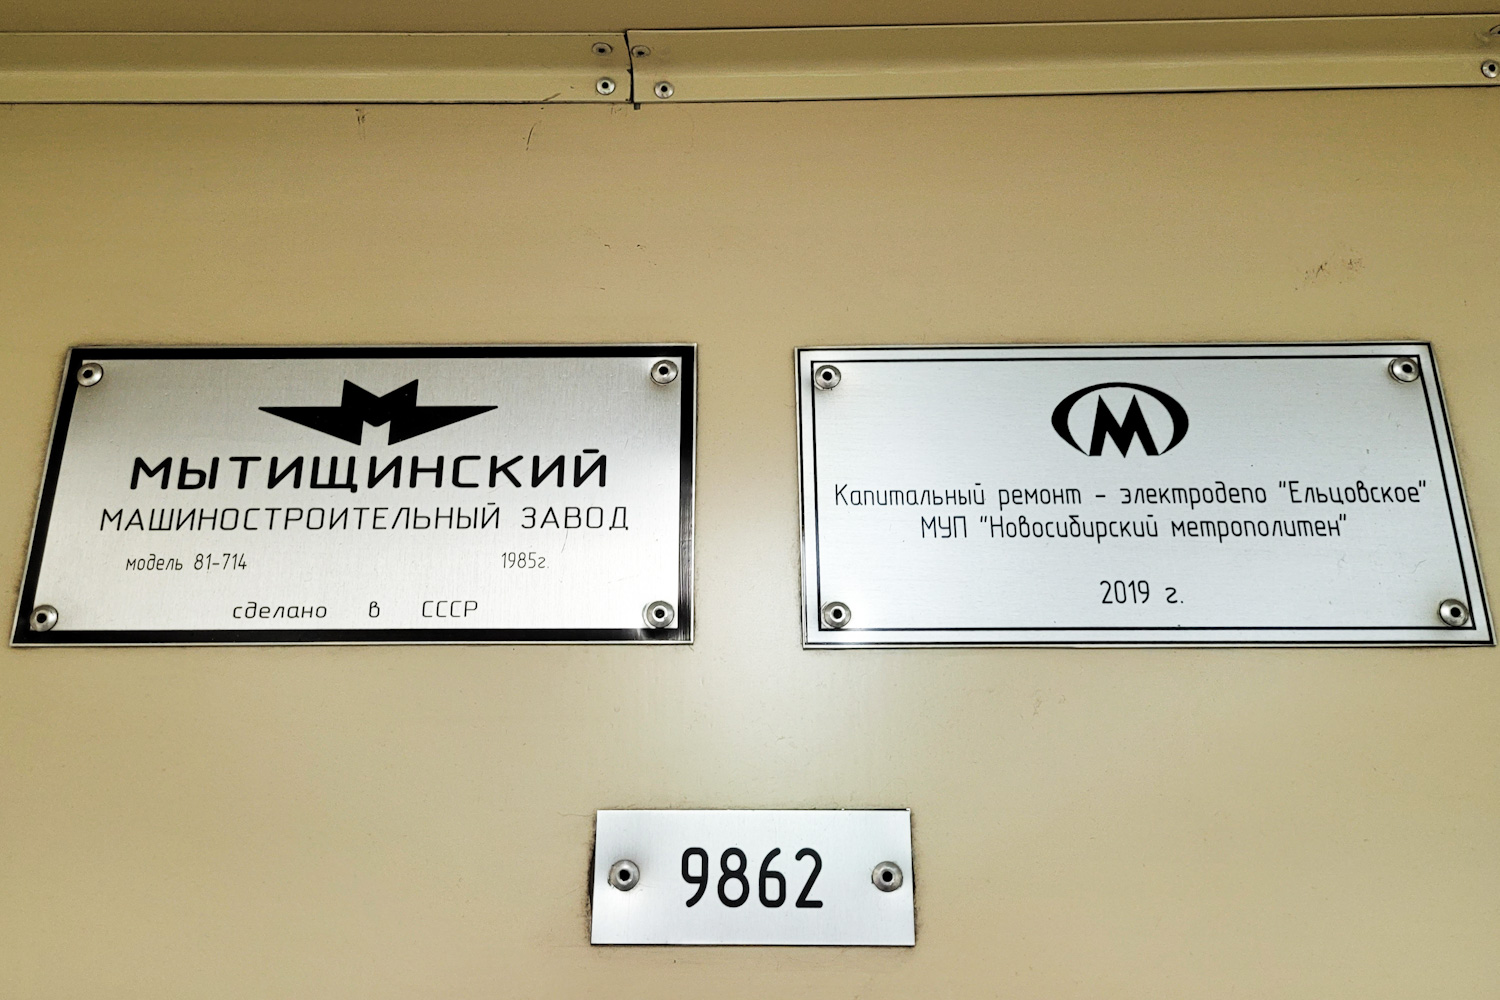 МЫТИЩИНСКИЙ
МАШИНОСТРОИТЕЛЬНЫЙ ЗАВОД
модель 81-714 1985г.
сделано в СССР
М
Капитальный ремонт - электродепо "Ельцовское"
МУП "Новосибирский метрополитен"
2019 г.
9862